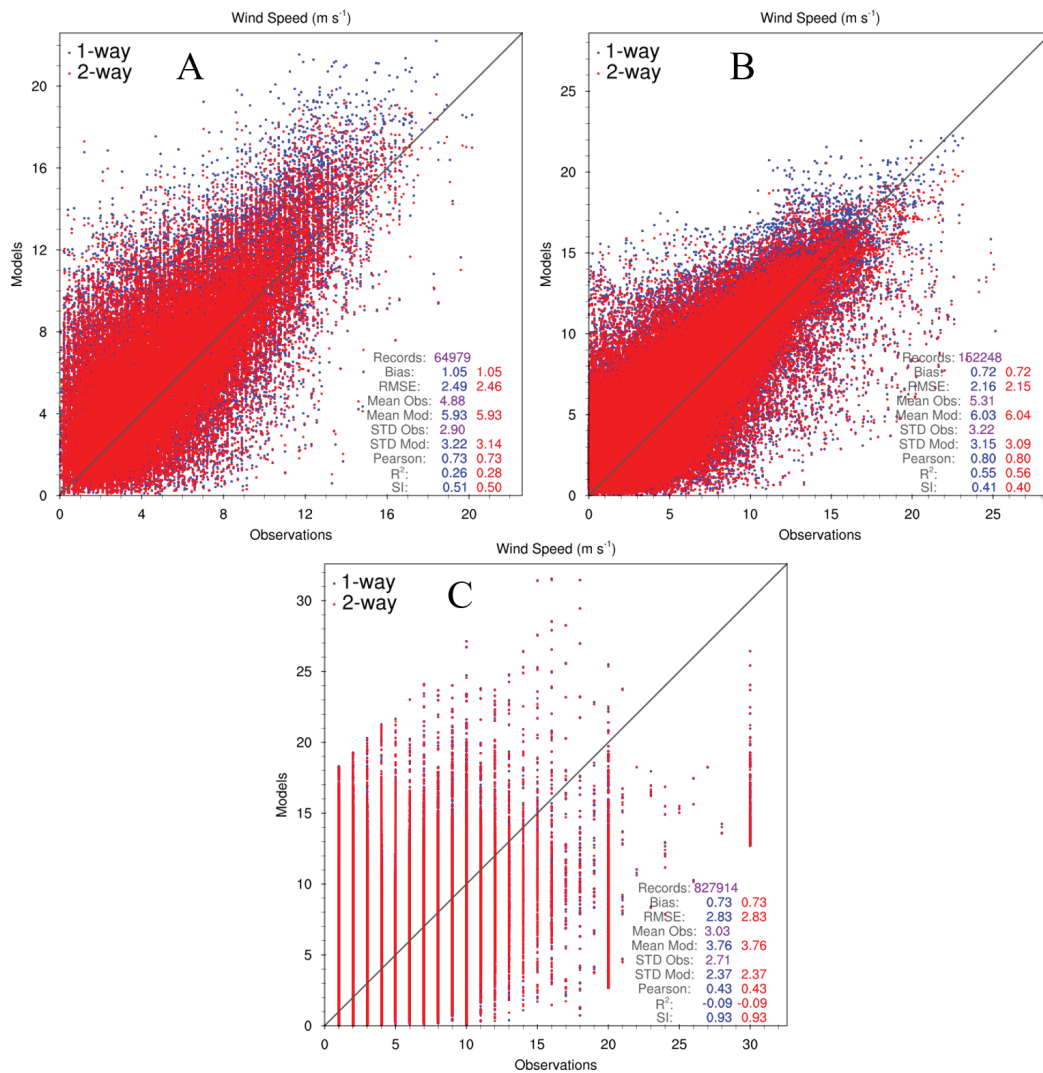 Wind Speed (m s⁻¹)
1-way
2-way
A
20
16
12
8
4
0
Models
Records: 64979
Bias: 1.05 1.05
RMSE: 2.49 2.46
Mean Obs: 4.88
Mean Mod: 5.93 5.93
STD Obs: 2.90
STD Mod: 3.22 3.14
Pearson: 0.73 0.73
R²: 0.26 0.28
SI: 0.51 0.50
0 4 8 12 16 20
Observations
Wind Speed (m s⁻¹)
1-way
2-way
B
25
20
15
10
5
0
Models
Records: 152248
Bias: 0.72 0.72
RMSE: 2.16 2.15
Mean Obs: 5.31
Mean Mod: 6.03 6.04
STD Obs: 3.22
STD Mod: 3.15 3.09
Pearson: 0.80 0.80
R²: 0.55 0.56
SI: 0.41 0.40
0 5 10 15 20 25
Observations
Wind Speed (m s⁻¹)
1-way
2-way
C
30
25
20
15
10
5
0
Models
Records: 827914
Bias: 0.73 0.73
RMSE: 2.83 2.83
Mean Obs: 3.03
Mean Mod: 3.76 3.76
STD Obs: 2.71
STD Mod: 2.37 2.37
Pearson: 0.43 0.43
R²: -0.09 -0.09
SI: 0.93 0.93
0 5 10 15 20 25 30
Observations